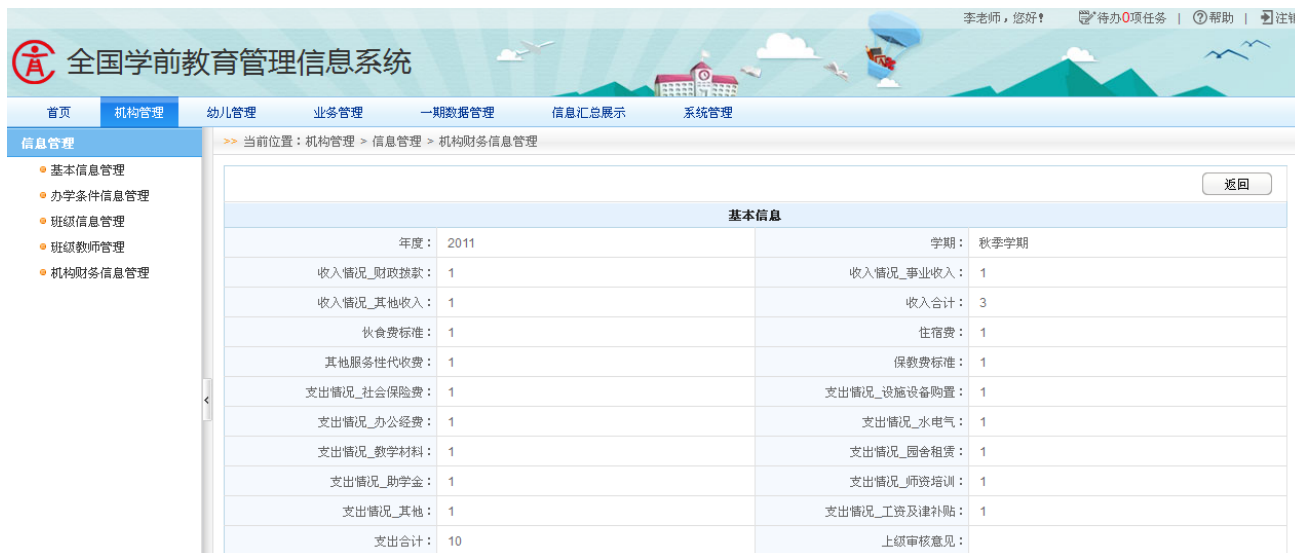 李老师，您好！ 待办0项任务 | 帮助 | 注销
全国学前教育管理信息系统
首页 机构管理 幼儿管理 业务管理 一期数据管理 信息汇总展示 系统管理
信息管理
>> 当前位置：机构管理 > 信息管理 > 机构财务信息管理
基本信息管理
办学条件信息管理
班级信息管理
班级教师管理
机构财务信息管理
返回
基本信息
年度： 2011 学期： 秋季学期
收入情况_财政拨款： 1 收入情况_事业收入： 1
收入情况_其他收入： 1 收入合计： 3
伙食费标准： 1 住宿费： 1
其他服务性代收费： 1 保教费标准： 1
支出情况_社会保险费： 1 支出情况_设施设备购置： 1
支出情况_办公经费： 1 支出情况_水电气： 1
支出情况_教学材料： 1 支出情况_园舍租赁： 1
支出情况_助学金： 1 支出情况_师资培训： 1
支出情况_其他： 1 支出情况_工资及津补贴： 1
支出合计： 10 上级审核意见：